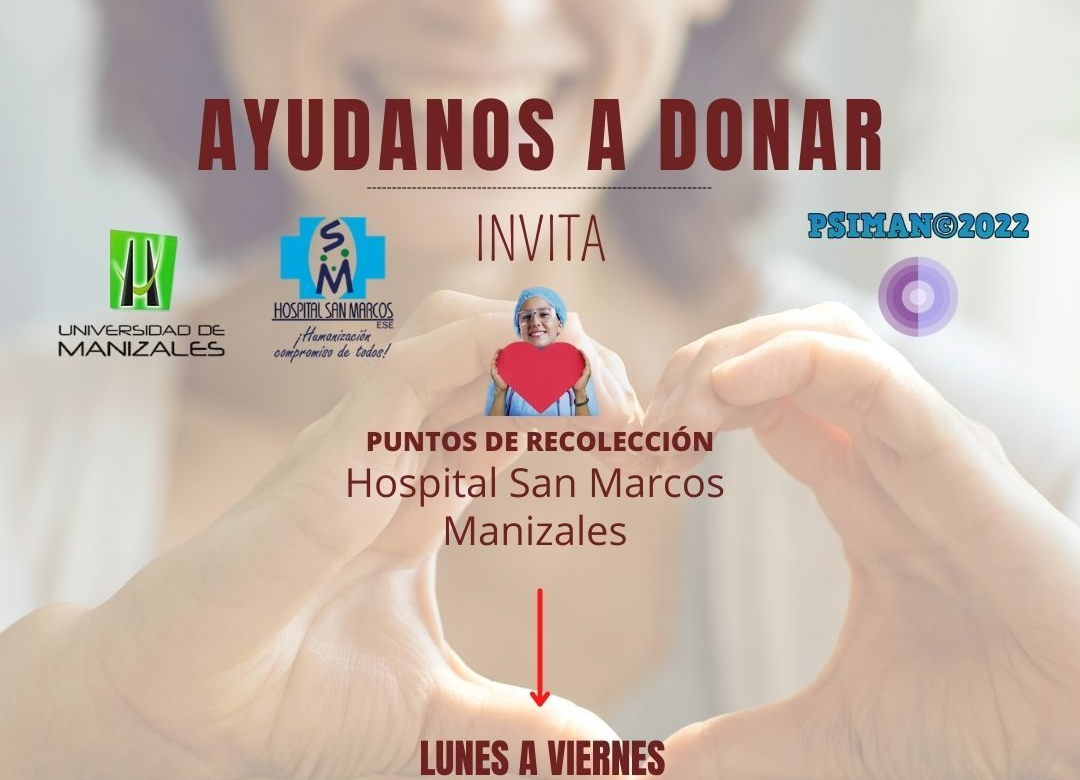 AYUDANOS A DONAR
INVITA
PSIMAN©2022
UNIVERSIDAD DE
MANIZALES
S
M
HOSPITAL SAN MARCOS
ESE
¡Humanización
compromiso de todos!
PUNTOS DE RECOLECCIÓN
Hospital San Marcos
Manizales
LUNES A VIERNES